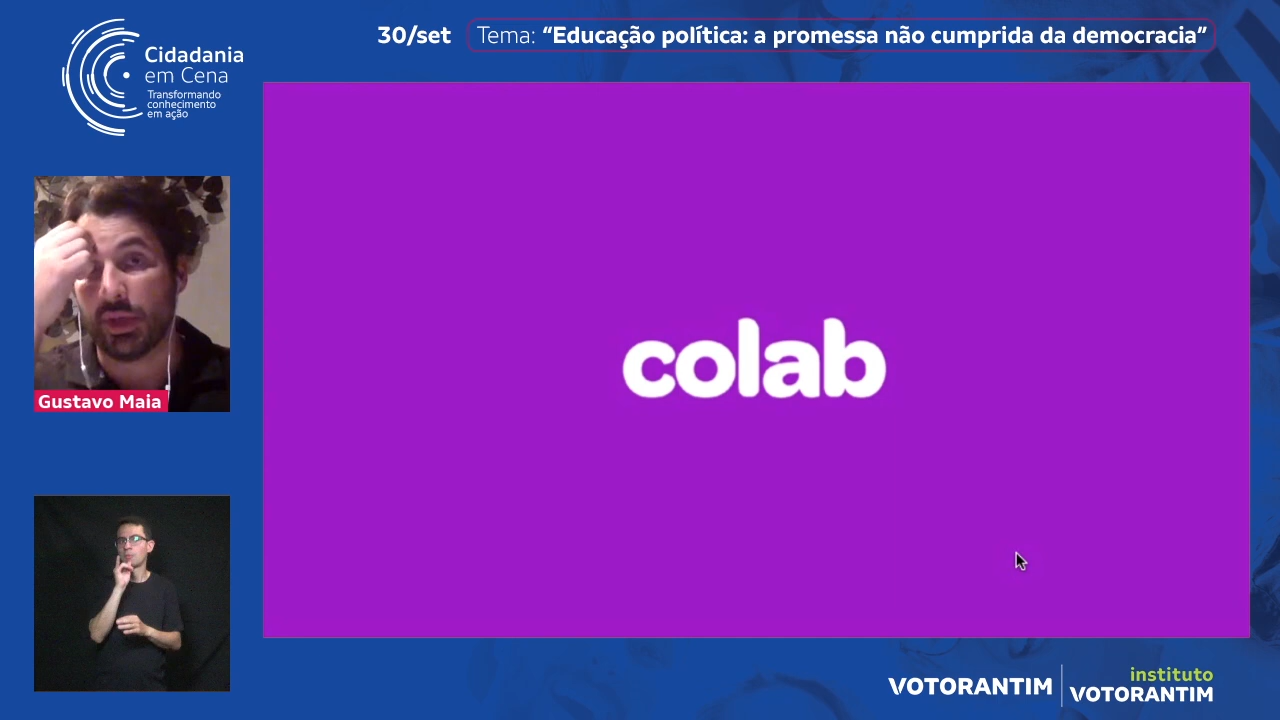 Cidadania
em Cena
Transformando
conhecimento
em ação
30/set Tema: “Educação política: a promessa não cumprida da democracia”
colab
Gustavo Maia
VOTORANTIM
instituto
VOTORANTIM